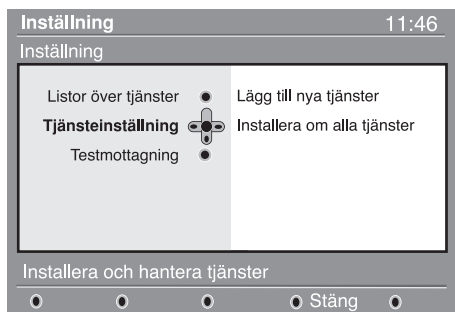 Inställning 11:46
Inställning
Listor över tjänster Lägg till nya tjänster
Tjänsteinställning Installera om alla tjänster
Testmottagning
Installera och hantera tjänster
Stäng